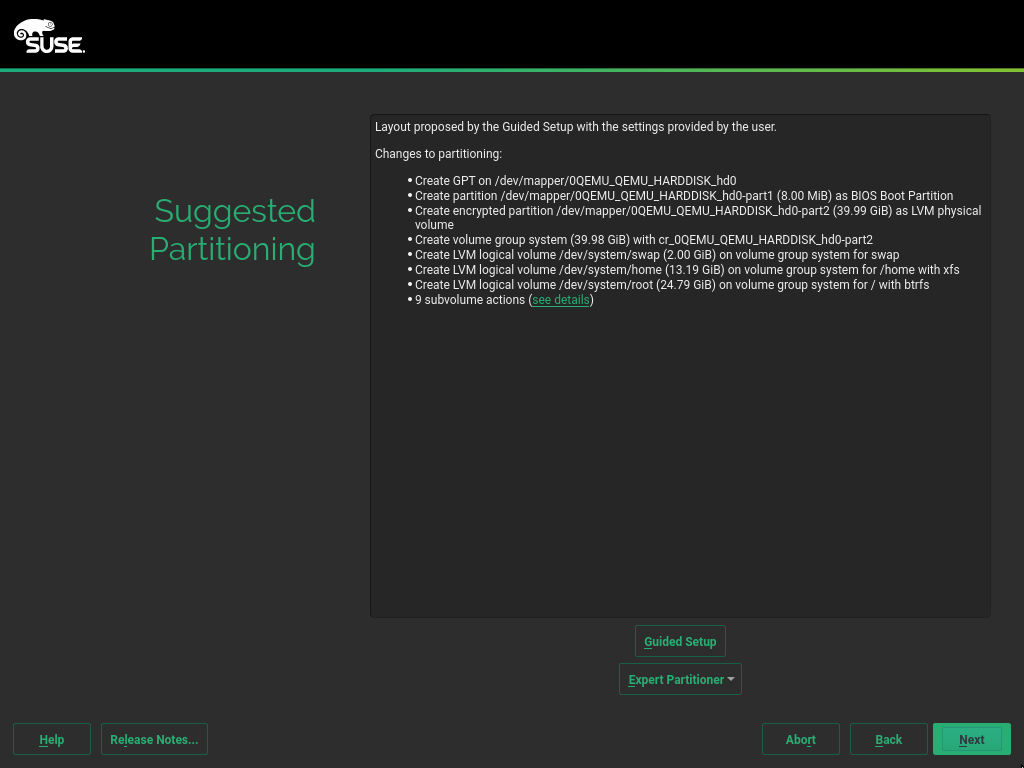 SUSE.
Layout proposed by the Guided Setup with the settings provided by the user.
Changes to partitioning:
• Create GPT on /dev/mapper/0QEMU_QEMU_HARDDISK_hd0
• Create partition /dev/mapper/0QEMU_QEMU_HARDDISK_hd0-part1 (8.00 MiB) as BIOS Boot Partition
• Create encrypted partition /dev/mapper/0QEMU_QEMU_HARDDISK_hd0-part2 (39.99 GiB) as LVM physical
volume
• Create volume group system (39.98 GiB) with cr_0QEMU_QEMU_HARDDISK_hd0-part2
• Create LVM logical volume /dev/system/swap (2.00 GiB) on volume group system for swap
• Create LVM logical volume /dev/system/home (13.19 GiB) on volume group system for /home with xfs
• Create LVM logical volume /dev/system/root (24.79 GiB) on volume group system for / with btrfs
• 9 subvolume actions (see details)
Suggested
Partitioning
Guided Setup
Expert Partitioner
Help
Release Notes...
Abort
Back
Next